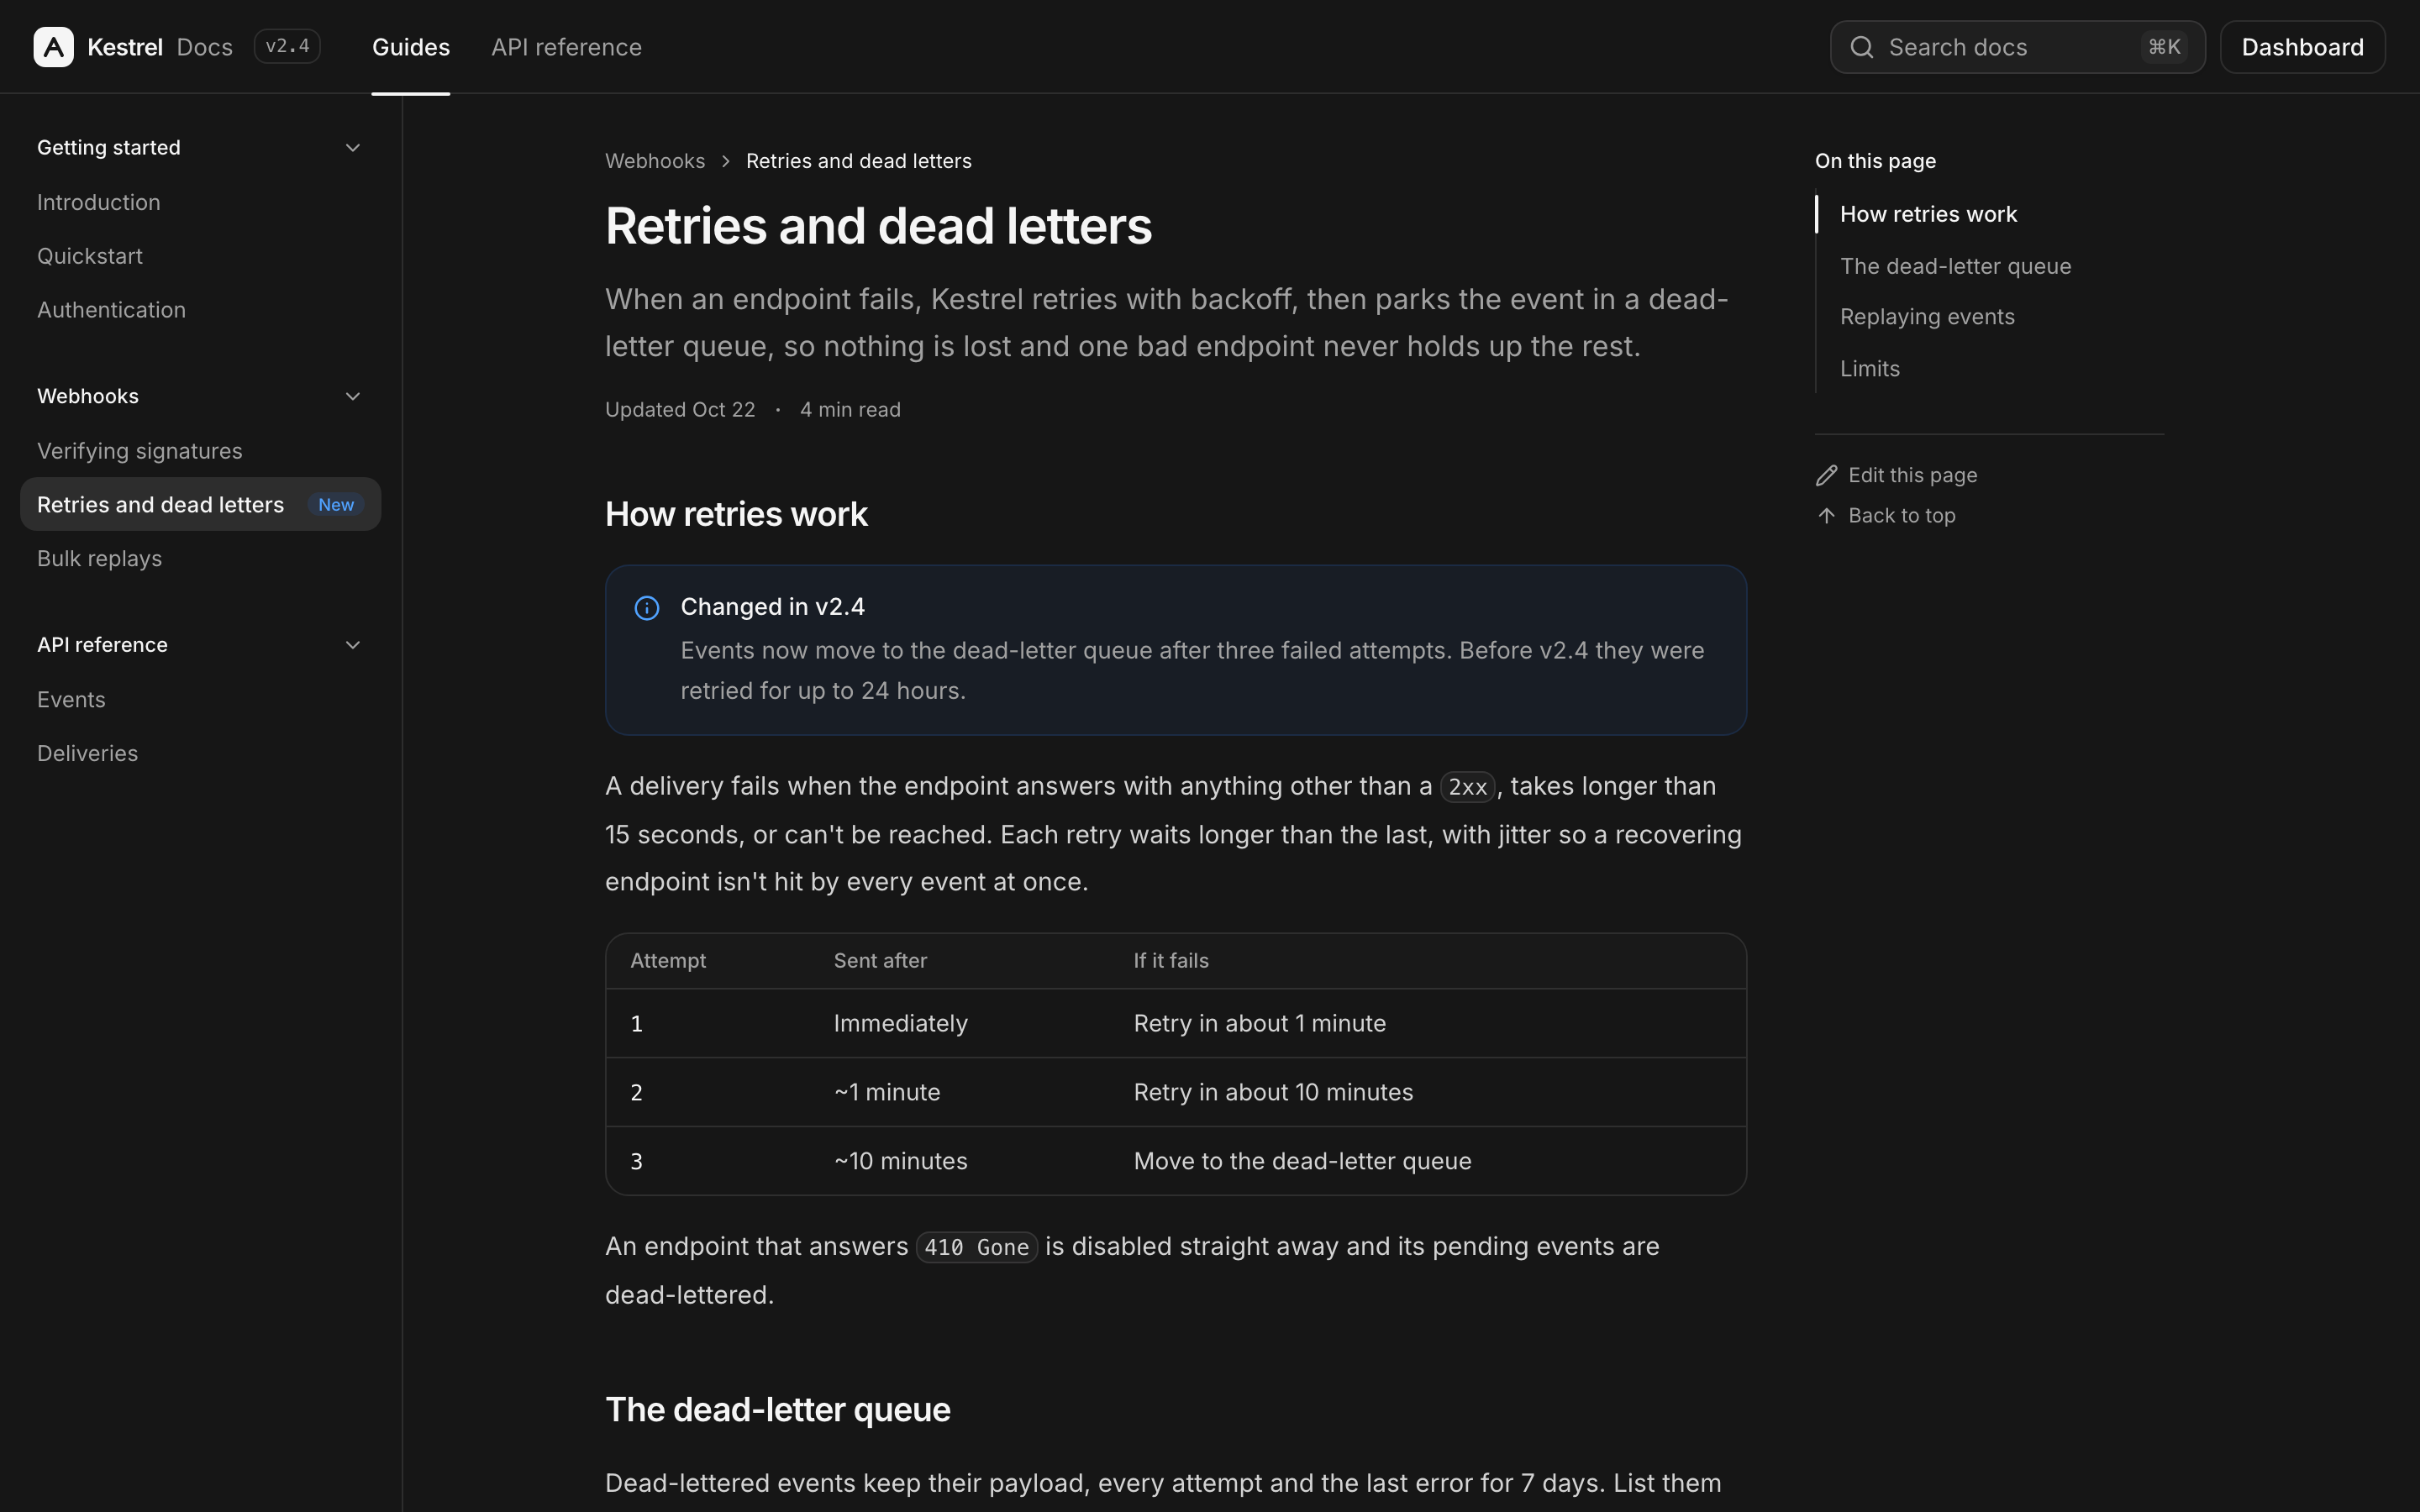 A Kestrel Docs v2.4 Guides API reference Search docs ⌘K Dashboard
Getting started
Introduction
Quickstart
Authentication
Webhooks
Verifying signatures
Retries and dead letters New
Bulk replays
API reference
Events
Deliveries
Webhooks > Retries and dead letters
Retries and dead letters
When an endpoint fails, Kestrel retries with backoff, then parks the event in a dead-
letter queue, so nothing is lost and one bad endpoint never holds up the rest.
Updated Oct 22 · 4 min read
How retries work
Changed in v2.4
Events now move to the dead-letter queue after three failed attempts. Before v2.4 they were
retried for up to 24 hours.
A delivery fails when the endpoint answers with anything other than a 2xx, takes longer than
15 seconds, or can't be reached. Each retry waits longer than the last, with jitter so a recovering
endpoint isn't hit by every event at once.
Attempt Sent after If it fails
1 Immediately Retry in about 1 minute
2 ~1 minute Retry in about 10 minutes
3 ~10 minutes Move to the dead-letter queue
An endpoint that answers 410 Gone is disabled straight away and its pending events are
dead-lettered.
The dead-letter queue
Dead-lettered events keep their payload, every attempt and the last error for 7 days. List them
On this page
How retries work
The dead-letter queue
Replaying events
Limits
Edit this page
Back to top